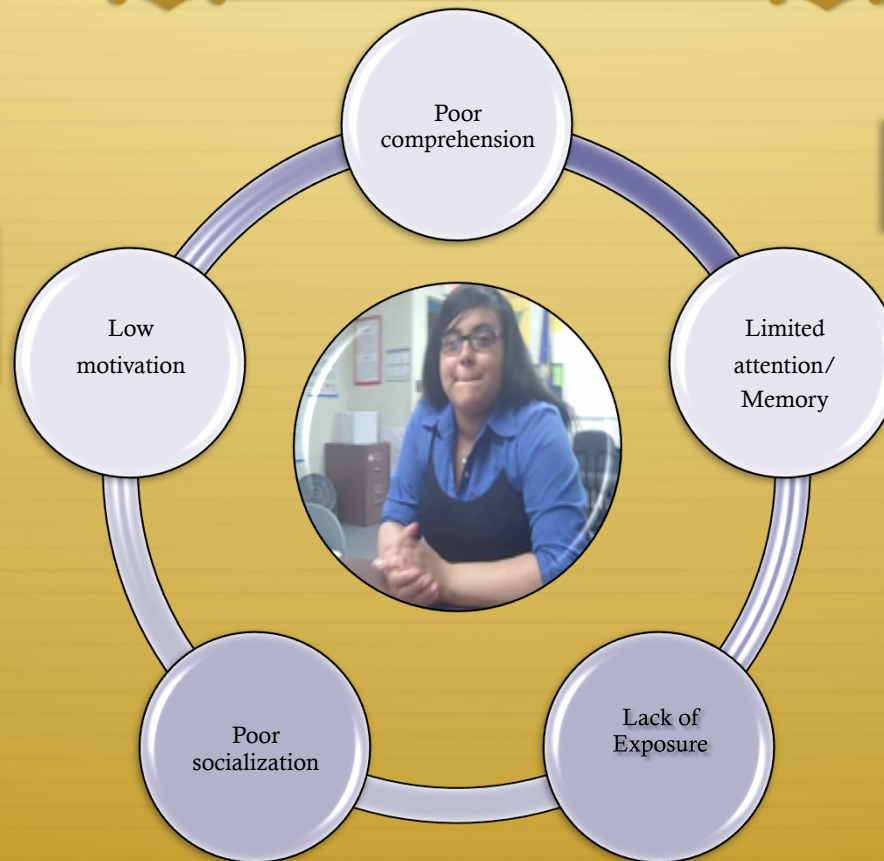 Poor
comprehension
Low
motivation
Limited
attention/
Memory
Poor
socialization
Lack of
Exposure